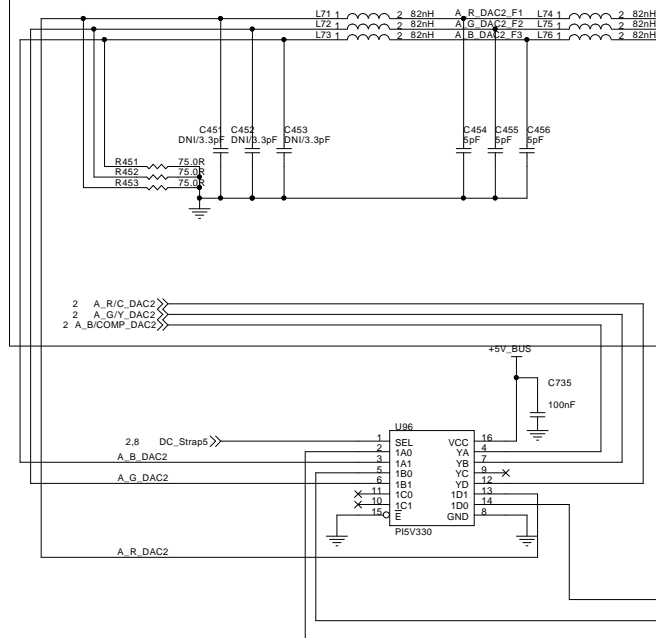 L71 1 2 82nH A_R_DAC2_F1 L74 1 2 82nH
L72 1 2 82nH A_G_DAC2_F2 L75 1 2 82nH
L73 1 2 82nH A_B_DAC2_F3 L76 1 2 82nH
C451 C452 C453 C454 C455 C456
DNI/3.3pF DNI/3.3pF DNI/3.3pF 5pF 5pF 5pF
R451 75.0R
R452 75.0R
R453 75.0R
2 A_R/C_DAC2
2 A_G/Y_DAC2
2 A_B/COMP_DAC2
+5V_BUS
C735
100nF
U96
2,8 DC_Strap5 1 SEL VCC 16
2 1A0 YA 4
A_B_DAC2 3 1A1 YB 7
5 1B0 YC 9
A_G_DAC2 6 1B1 YD 12
11 1C0 1D1 13
10 1C1 1D0 14
15 E GND 8
PI5V330
A_R_DAC2